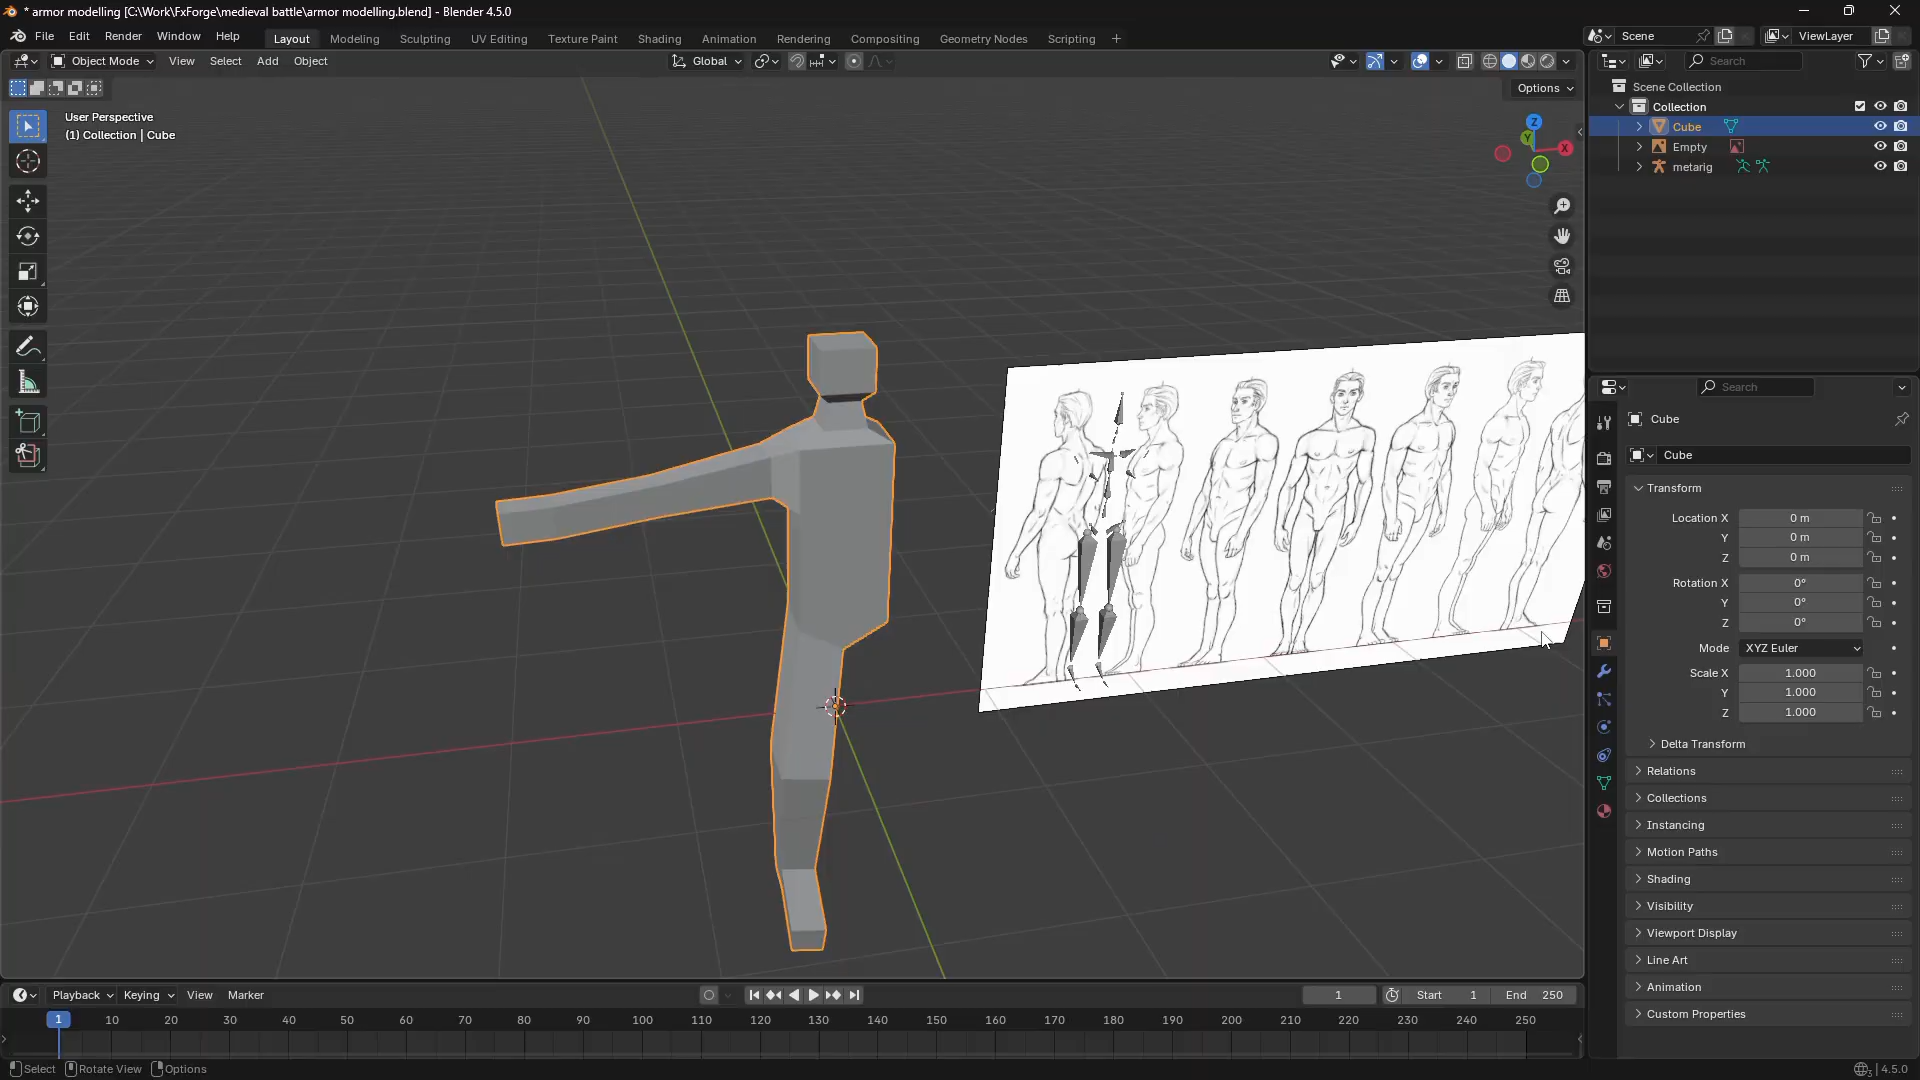 * armor modelling [C:\Work\FxForge\medieval battle\armor modelling.blend] - Blender 4.5.0
File Edit Render Window Help
Layout Modeling Sculpting UV Editing Texture Paint Shading Animation Rendering Compositing Geometry Nodes Scripting +
Scene
ViewLayer
Object Mode View Select Add Object
Global
Options
User Perspective
(1) Collection | Cube
Z
Y
X
Search
Scene Collection
Collection
Cube
Empty
metarig
Search
Cube
Cube
Transform
Location X 0 m
Y 0 m
Z 0 m
Rotation X 0°
Y 0°
Z 0°
Mode XYZ Euler
Scale X 1.000
Y 1.000
Z 1.000
Delta Transform
Relations
Collections
Instancing
Motion Paths
Shading
Visibility
Viewport Display
Line Art
Animation
Custom Properties
Playback Keying View Marker
1 Start 1 End 250
1 10 20 30 40 50 60 70 80 90 100 110 120 130 140 150 160 170 180 190 200 210 220 230 240 250
Select Rotate View Options
4.5.0